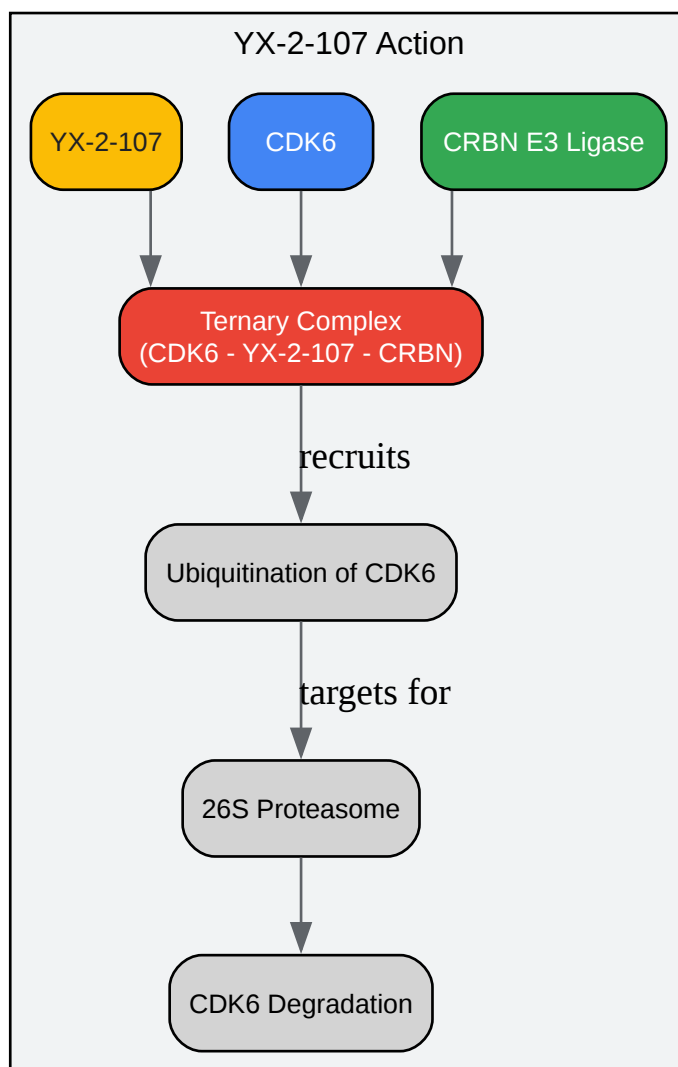 YX-2-107 Action
YX-2-107
CDK6
CRBN E3 Ligase
Ternary Complex
(CDK6 - YX-2-107 - CRBN)
recruits
Ubiquitination of CDK6
targets for
26S Proteasome
CDK6 Degradation